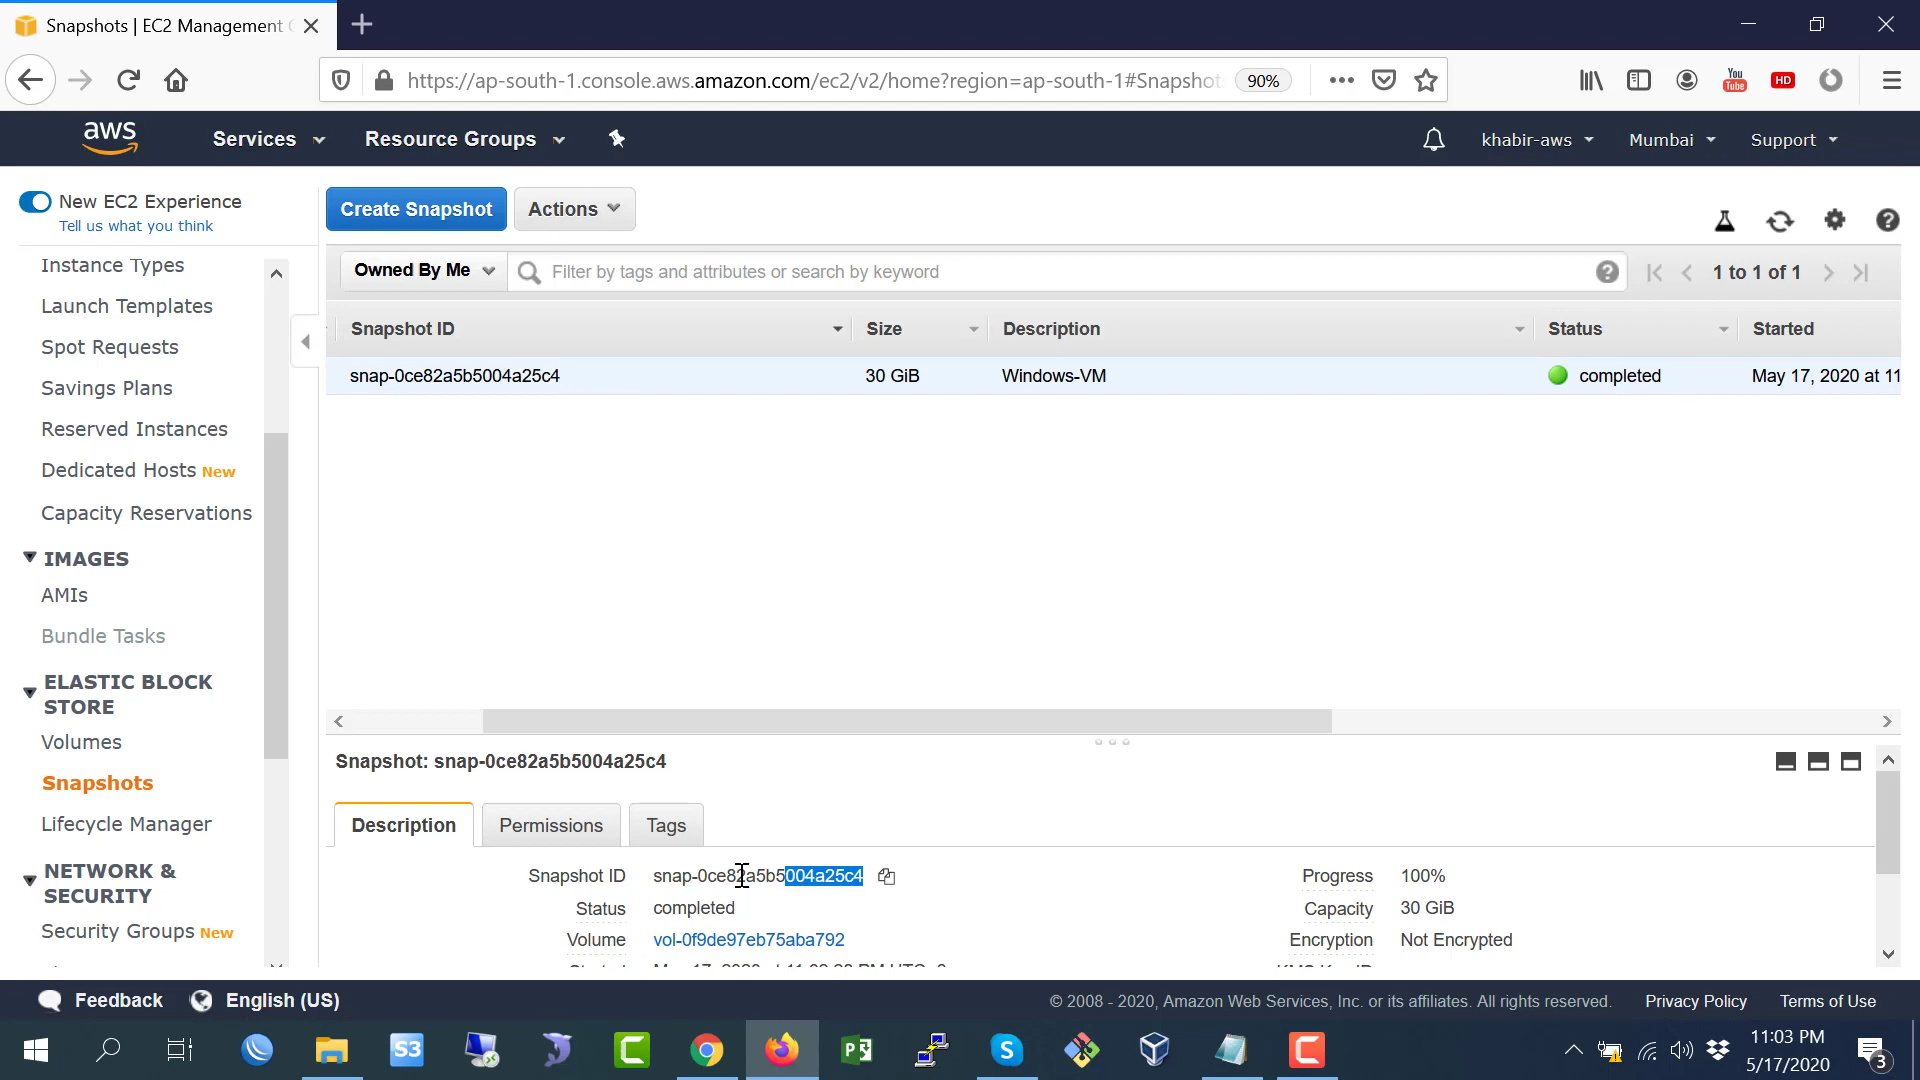 Snapshots | EC2 Management C
https://ap-south-1.console.aws.amazon.com/ec2/v2/home?region=ap-south-1#Snapshot
90%
You Tube
HD
aws
Services
Resource Groups
khabir-aws
Mumbai
Support
New EC2 Experience
Tell us what you think
Create Snapshot
Actions
Instance Types
Launch Templates
Spot Requests
Savings Plans
Reserved Instances
Dedicated Hosts New
Capacity Reservations
IMAGES
AMIs
Bundle Tasks
ELASTIC BLOCK
STORE
Volumes
Snapshots
Lifecycle Manager
NETWORK &
SECURITY
Security Groups New
Owned By Me
Filter by tags and attributes or search by keyword
1 to 1 of 1
Snapshot ID
Size
Description
Status
Started
snap-0ce82a5b5004a25c4
30 GiB
Windows-VM
completed
May 17, 2020 at 11
Snapshot: snap-0ce82a5b5004a25c4
Description
Permissions
Tags
Snapshot ID
snap-0ce82a5b5004a25c4
Progress
100%
Status
completed
Capacity
30 GiB
Volume
vol-0f9de97eb75aba792
Encryption
Not Encrypted
Feedback
English (US)
© 2008 - 2020, Amazon Web Services, Inc. or its affiliates. All rights reserved.
Privacy Policy
Terms of Use
S3
11:03 PM
5/17/2020
3